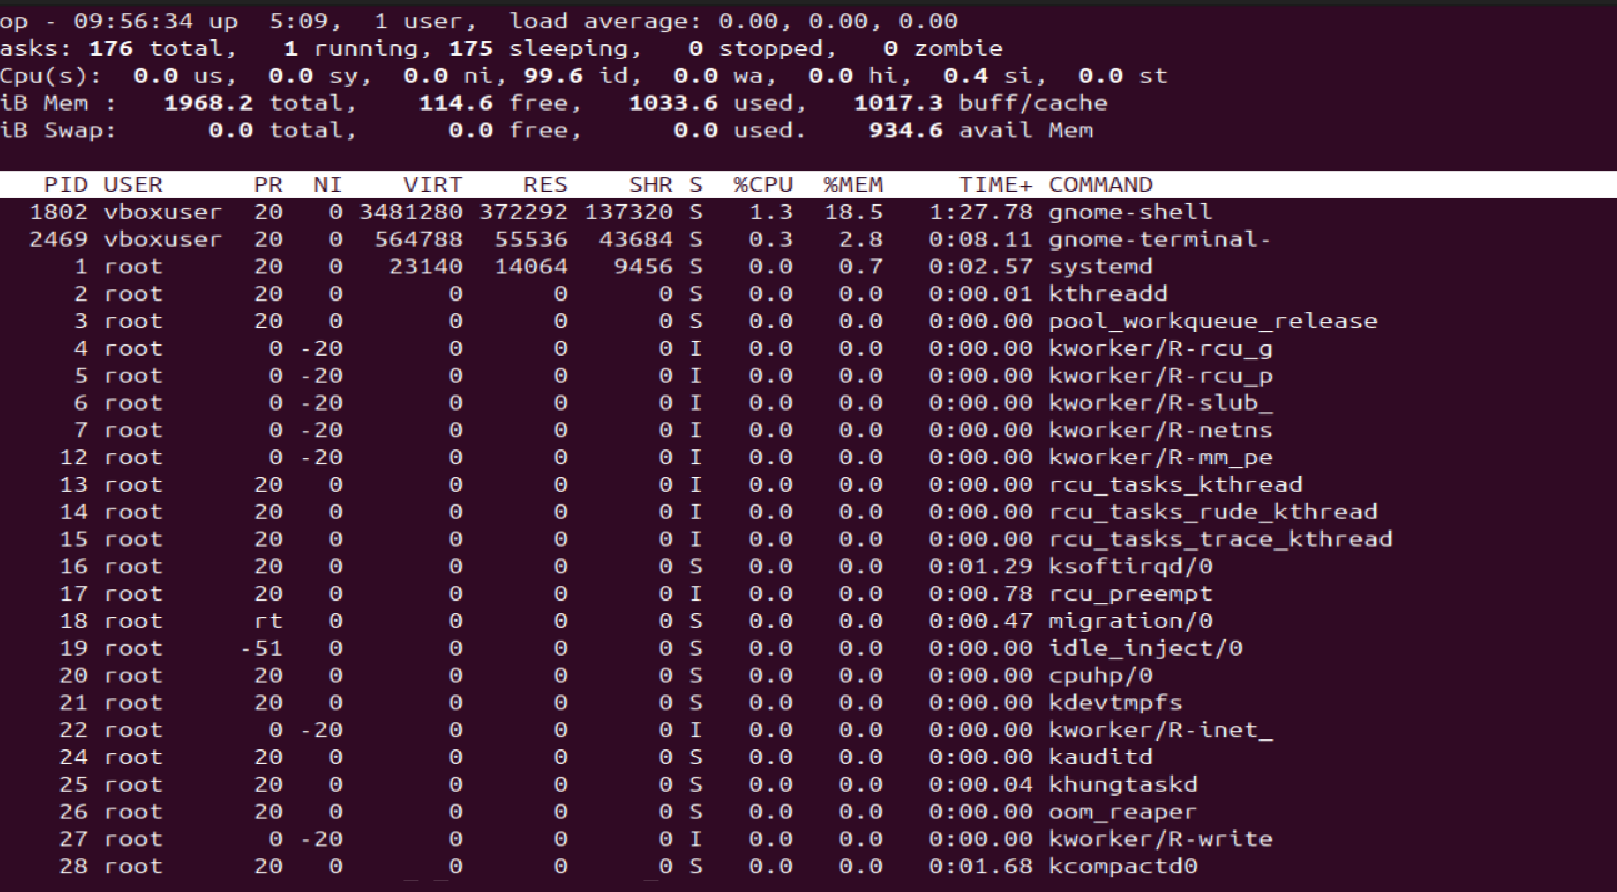 op - 09:56:34 up  5:09,  1 user,  load average: 0.00, 0.00, 0.00
asks: 176 total,   1 running, 175 sleeping,   0 stopped,   0 zombie
Cpu(s):  0.0 us,  0.0 sy,  0.0 ni, 99.6 id,  0.0 wa,  0.0 hi,  0.4 si,  0.0 st
iB Mem :   1968.2 total,    114.6 free,   1033.6 used,   1017.3 buff/cache
iB Swap:      0.0 total,      0.0 free,      0.0 used.    934.6 avail Mem
PID USER      PR  NI    VIRT    RES    SHR S  %CPU  %MEM     TIME+ COMMAND
1802 vboxuser  20   0 3481280 372292 137320 S   1.3  18.5   1:27.78 gnome-shell
2469 vboxuser  20   0  564788  55536  43684 S   0.3   2.8   0:08.11 gnome-terminal-
1 root      20   0   23140  14064   9456 S   0.0   0.7   0:02.57 systemd
2 root      20   0       0      0      0 S   0.0   0.0   0:00.01 kthreadd
3 root      20   0       0      0      0 S   0.0   0.0   0:00.00 pool_workqueue_release
4 root       0 -20       0      0      0 I   0.0   0.0   0:00.00 kworker/R-rcu_g
5 root       0 -20       0      0      0 I   0.0   0.0   0:00.00 kworker/R-rcu_p
6 root       0 -20       0      0      0 I   0.0   0.0   0:00.00 kworker/R-slub_
7 root       0 -20       0      0      0 I   0.0   0.0   0:00.00 kworker/R-netns
12 root       0 -20       0      0      0 I   0.0   0.0   0:00.00 kworker/R-mm_pe
13 root      20   0       0      0      0 I   0.0   0.0   0:00.00 rcu_tasks_kthread
14 root      20   0       0      0      0 I   0.0   0.0   0:00.00 rcu_tasks_rude_kthread
15 root      20   0       0      0      0 I   0.0   0.0   0:00.00 rcu_tasks_trace_kthread
16 root      20   0       0      0      0 S   0.0   0.0   0:01.29 ksoftirqd/0
17 root      20   0       0      0      0 I   0.0   0.0   0:00.78 rcu_preempt
18 root      rt   0       0      0      0 S   0.0   0.0   0:00.47 migration/0
19 root     -51   0       0      0      0 S   0.0   0.0   0:00.00 idle_inject/0
20 root      20   0       0      0      0 S   0.0   0.0   0:00.00 cpuhp/0
21 root      20   0       0      0      0 S   0.0   0.0   0:00.00 kdevtmpfs
22 root       0 -20       0      0      0 I   0.0   0.0   0:00.00 kworker/R-inet_
24 root      20   0       0      0      0 S   0.0   0.0   0:00.00 kauditd
25 root      20   0       0      0      0 S   0.0   0.0   0:00.04 khungtaskd
26 root      20   0       0      0      0 S   0.0   0.0   0:00.00 oom_reaper
27 root       0 -20       0      0      0 I   0.0   0.0   0:00.00 kworker/R-write
28 root      20   0       0      0      0 S   0.0   0.0   0:01.68 kcompactd0